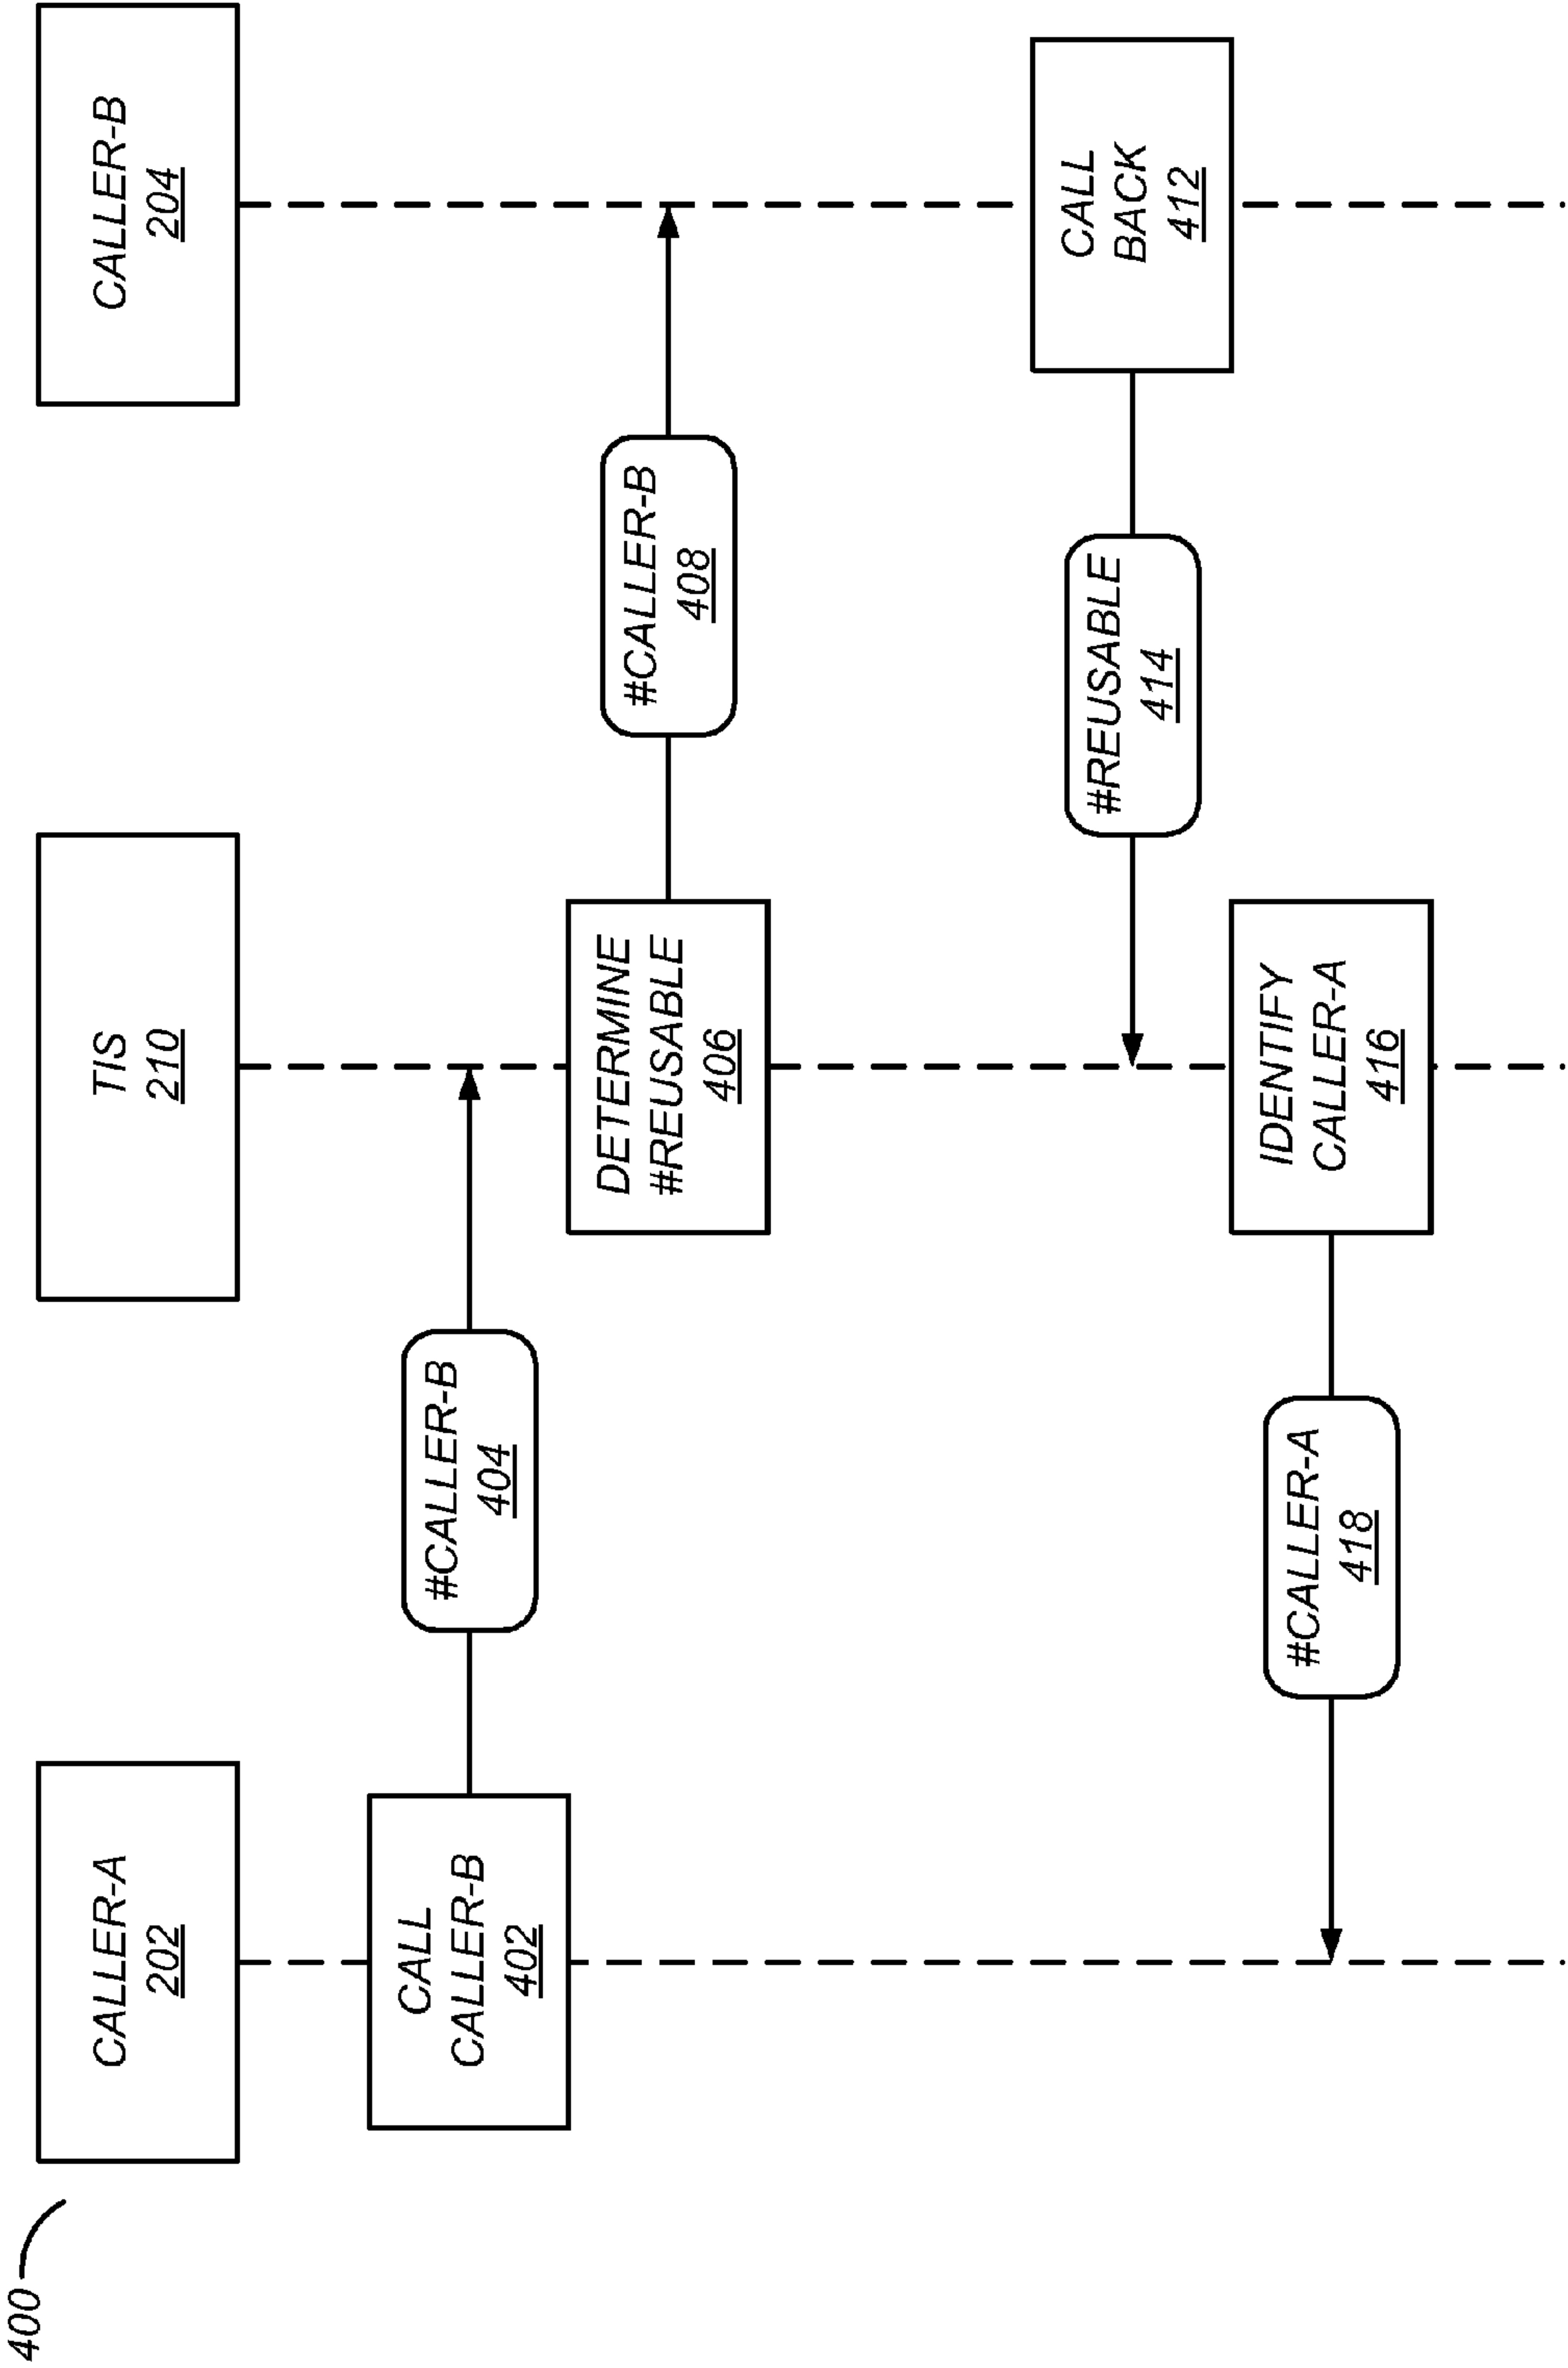 400
CALLER-A
202
TIS
210
CALLER-B
204
CALL
CALLER-B
402
#CALLER-B
404
DETERMINE
#REUSABLE
406
#CALLER-B
408
CALL
BACK
412
#REUSABLE
414
IDENTIFY
CALLER-A
416
#CALLER-A
418